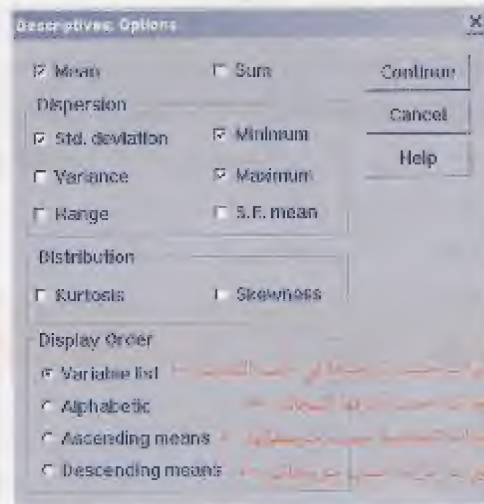 Descriptives: Options
Mean
Sum
Continue
Dispersion
Cancel
Std. deviation
Minimum
Help
Variance
Maximum
Range
S.E. mean
Distribution
Kurtosis
Skewness
Display Order
Variable list
Alphabetic
Ascending means
Descending means